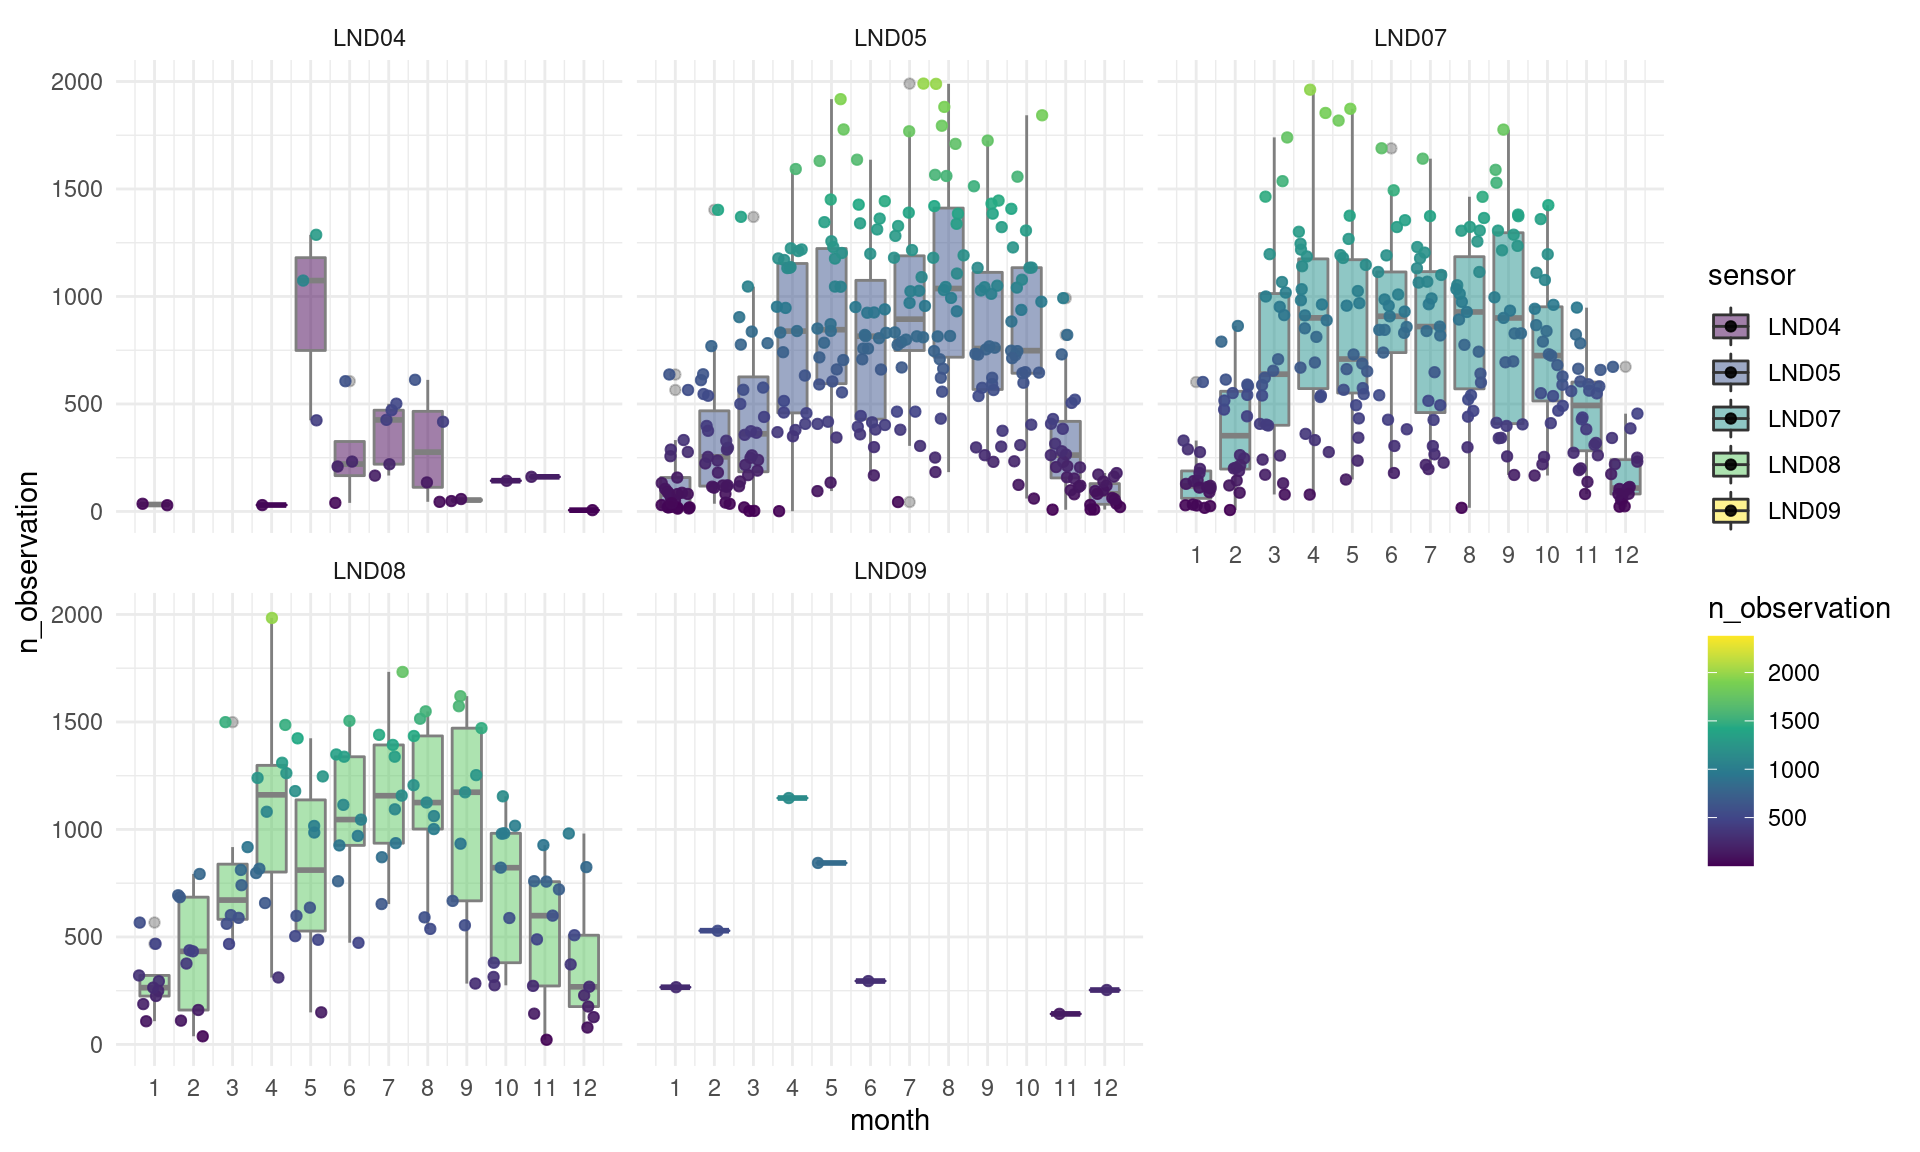 LND04 LND05 LND07
2000
1500
1000
500
0
1 2 3 4 5 6 7 8 9 10 11 12
LND08 LND09
2000
1500
1000
500
0
1 2 3 4 5 6 7 8 9 10 11 12
1 2 3 4 5 6 7 8 9 10 11 12
month
n_observation
sensor
LND04
LND05
LND07
LND08
LND09
n_observation
2000
1500
1000
500